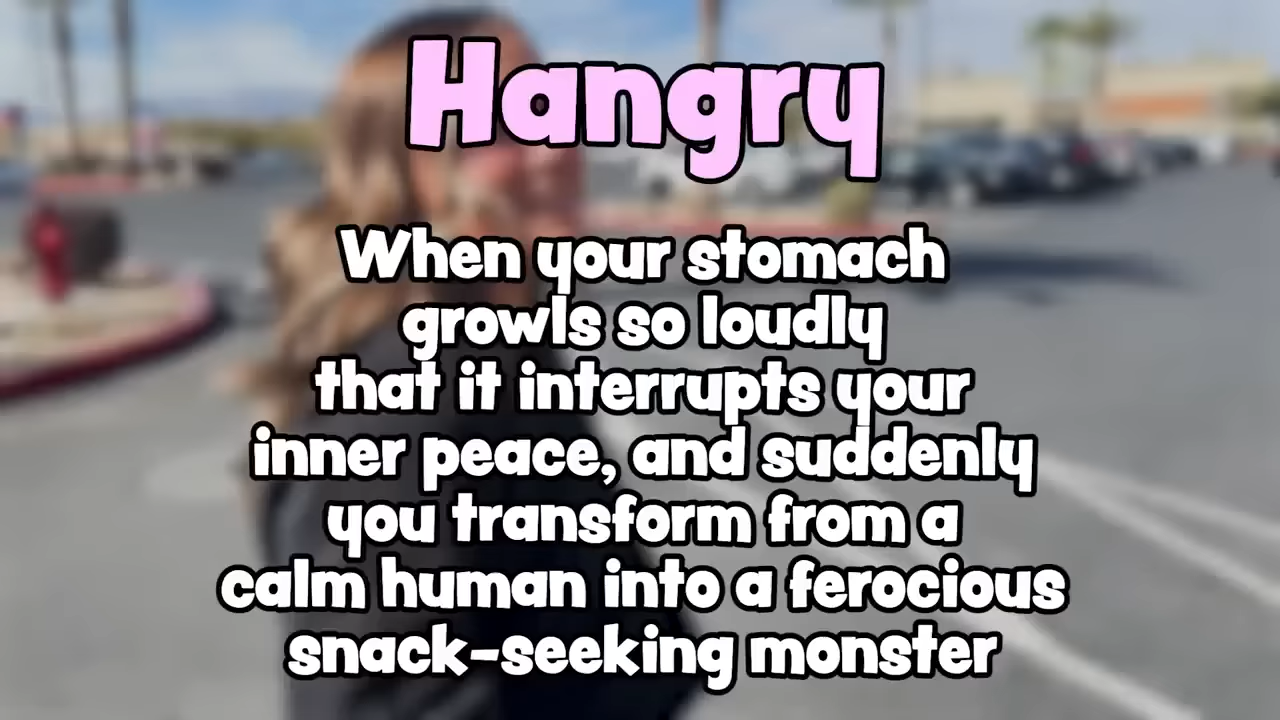 Hangry
When your stomach
growls so loudly
that it interrupts your
inner peace, and suddenly
you transform from a
calm human into a ferocious
snack-seeking monster